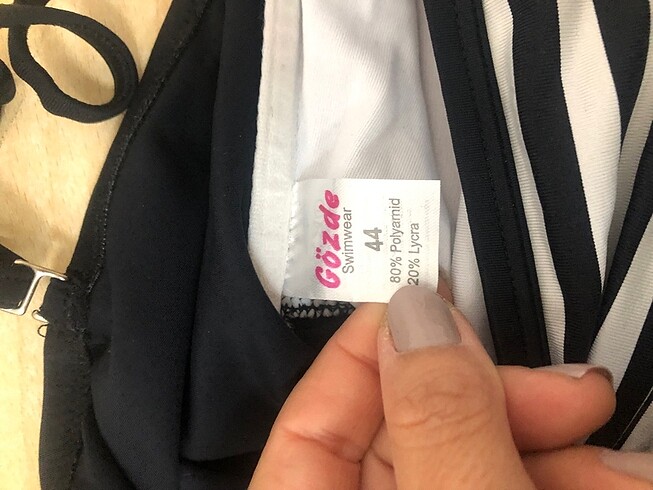 Gözde
Swimwear
44
80% Polyamid
20% Lycra